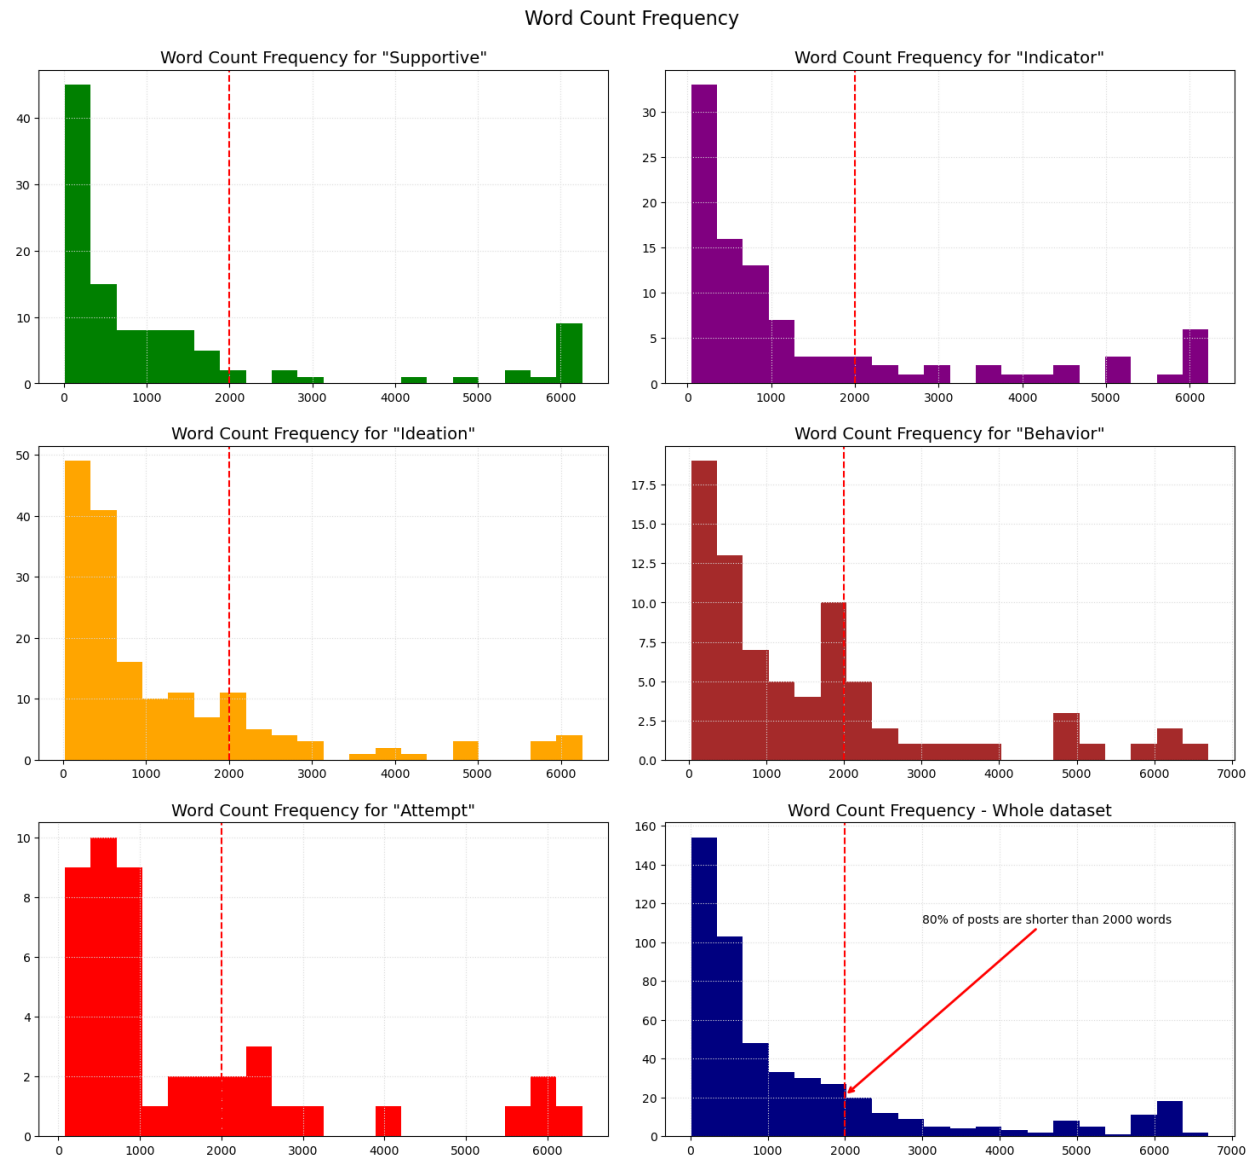 Word Count Frequency
Word Count Frequency for "Supportive"
40
30
20
10
0
0 1000 2000 3000 4000 5000 6000
Word Count Frequency for "Indicator"
30
25
20
15
10
5
0
0 1000 2000 3000 4000 5000 6000
Word Count Frequency for "Ideation"
50
40
30
20
10
0
0 1000 2000 3000 4000 5000 6000
Word Count Frequency for "Behavior"
17.5
15.0
12.5
10.0
7.5
5.0
2.5
0.0
0 1000 2000 3000 4000 5000 6000 7000
Word Count Frequency for "Attempt"
10
8
6
4
2
0
0 1000 2000 3000 4000 5000 6000
Word Count Frequency - Whole dataset
160
140
120
80% of posts are shorter than 2000 words
100
80
60
40
20
0
0 1000 2000 3000 4000 5000 6000 7000